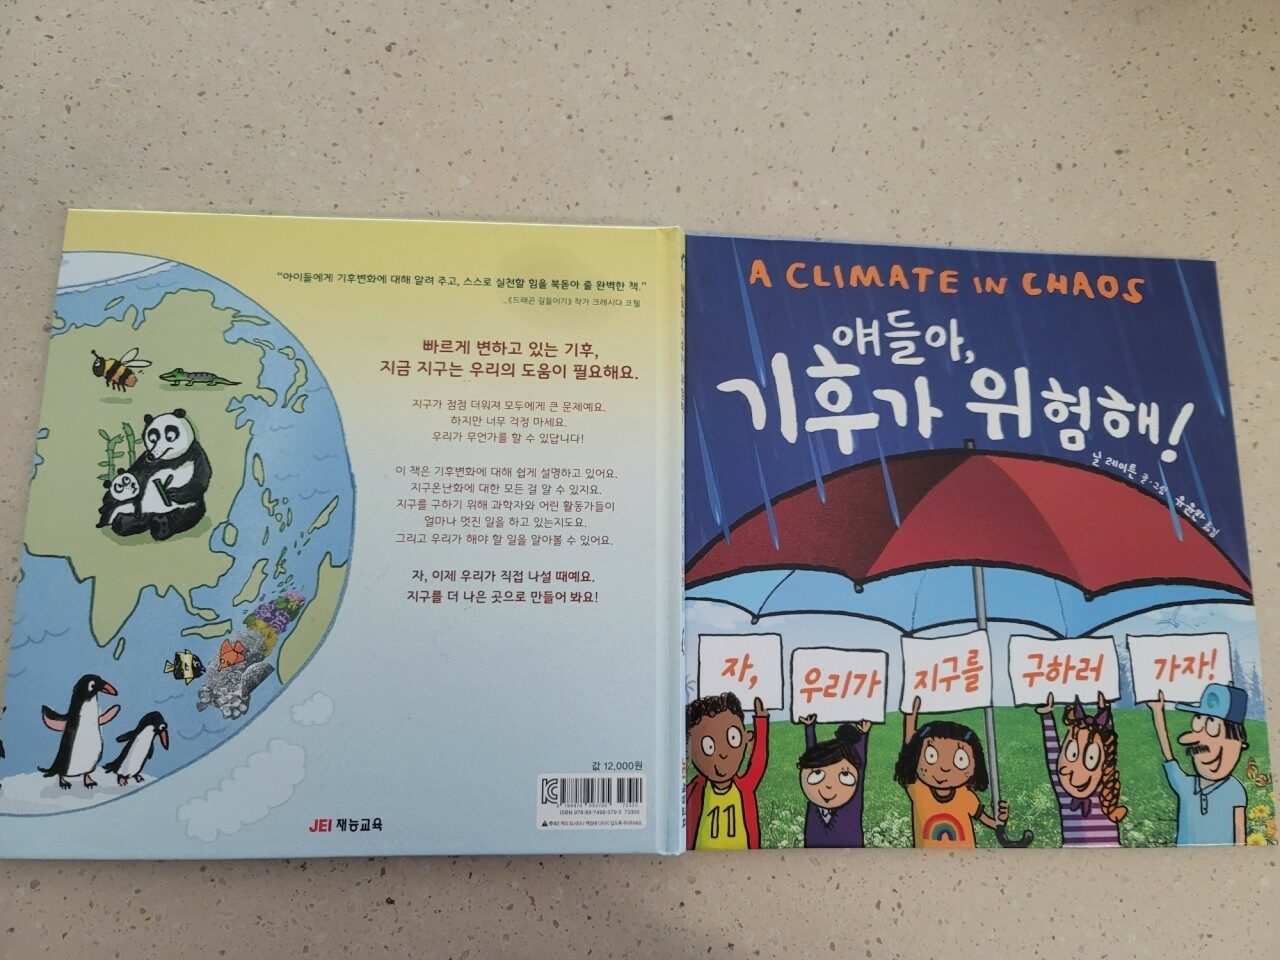 "아이들에게 기후변화에 대해 알려 주고, 스스로 실천할 힘을 북돋아 줄 완벽한 책."
_《드래곤 길들이기》 작가 크레시다 코웰
빠르게 변하고 있는 기후,
지금 지구는 우리의 도움이 필요해요.
지구가 점점 더워져 모두에게 큰 문제예요.
하지만 너무 걱정 마세요.
우리가 무언가를 할 수 있답니다!
이 책은 기후변화에 대해 쉽게 설명하고 있어요.
지구온난화에 대한 모든 걸 알 수 있지요.
지구를 구하기 위해 과학자와 어린 활동가들이
얼마나 멋진 일을 하고 있는지도요.
그리고 우리가 해야 할 일을 알아볼 수 있어요.
자, 이제 우리가 직접 나설 때예요.
지구를 더 나은 곳으로 만들어 봐요!
값 12,000원
JEI 재능교육
A CLIMATE IN CHAOS
얘들아,
기후가 위험해!
닐 레이튼 글·그림 유윤한 옮김
자,
우리가
지구를
구하러
가자!
11